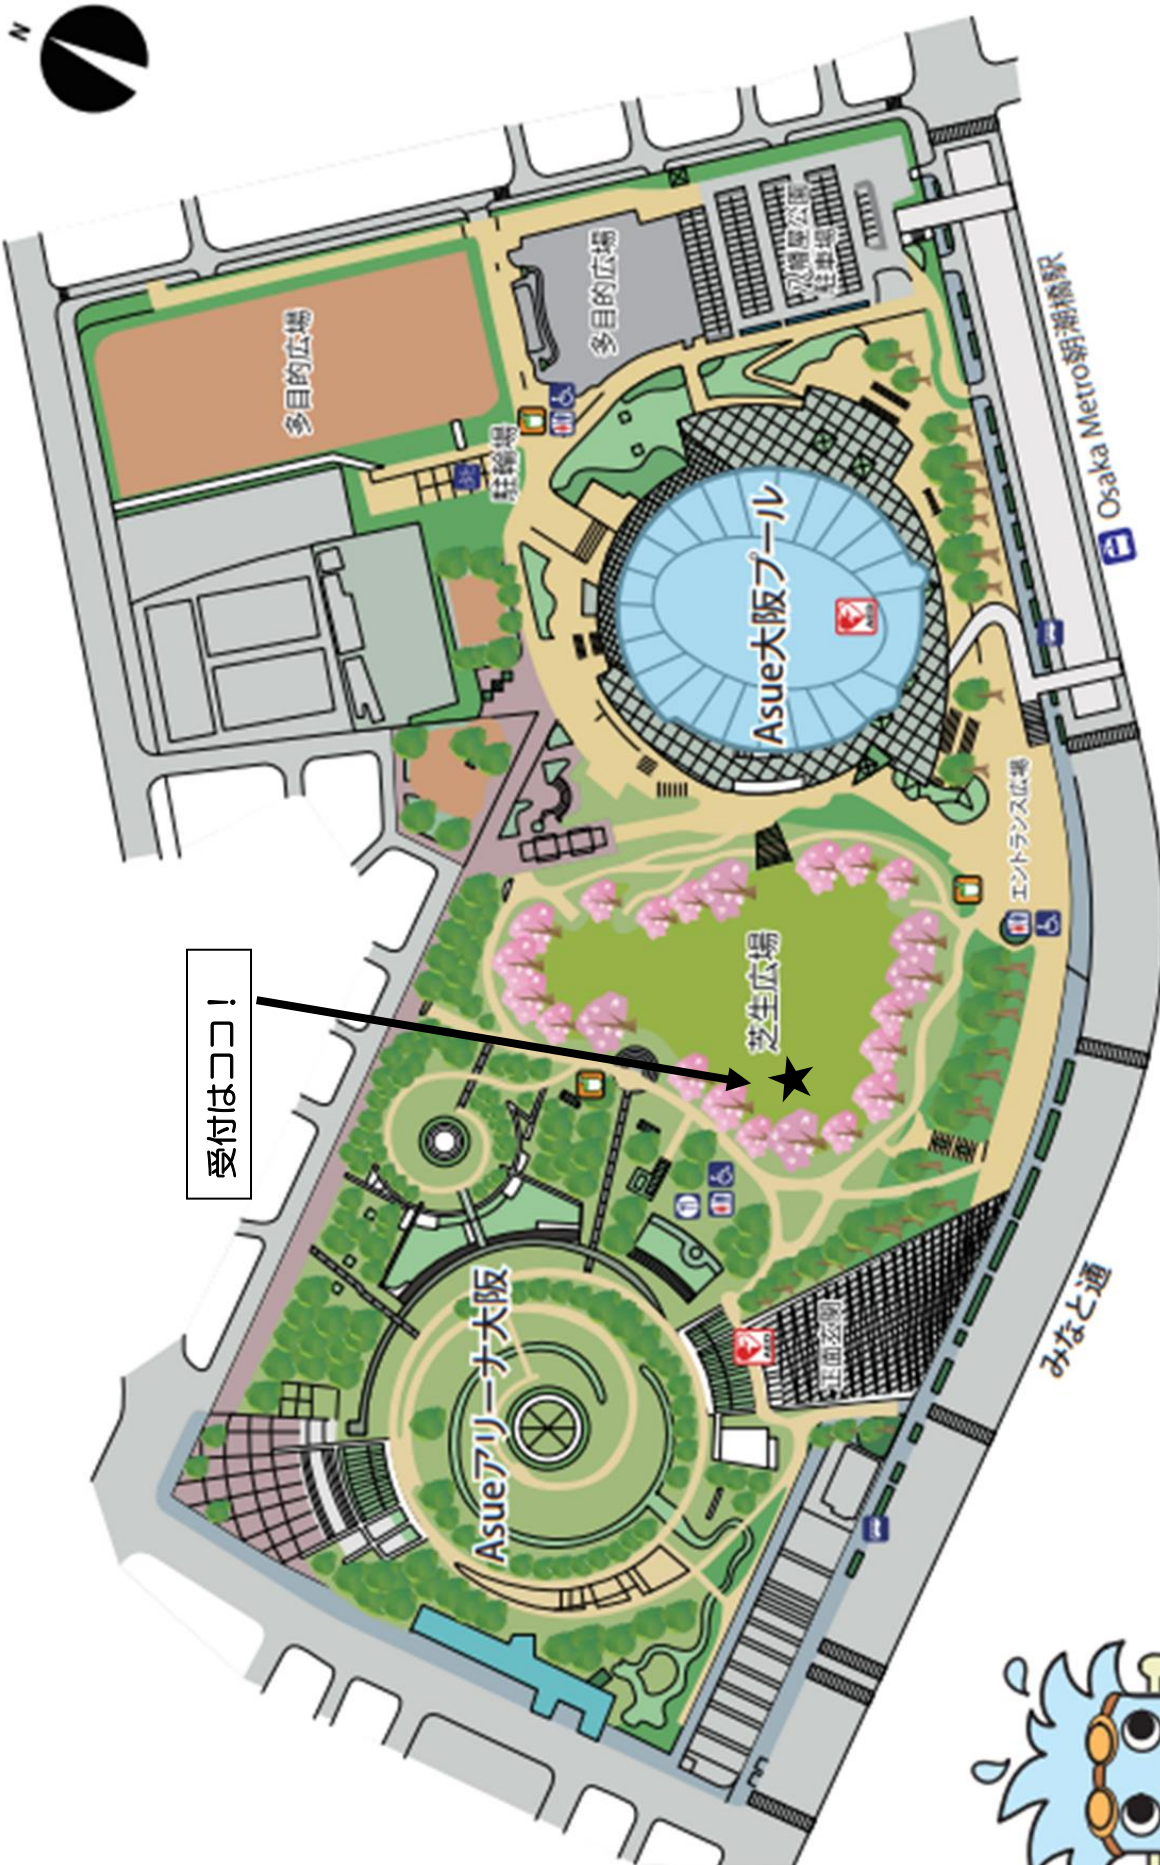 N
受付はココ！
多目的広場
多目的広場
八幡屋公園
駐車場
駐輪場
Asue大阪プール
Osaka Metro朝潮橋駅
エントランス広場
芝生広場
Asueアリーナ大阪
正面玄関
みなと通